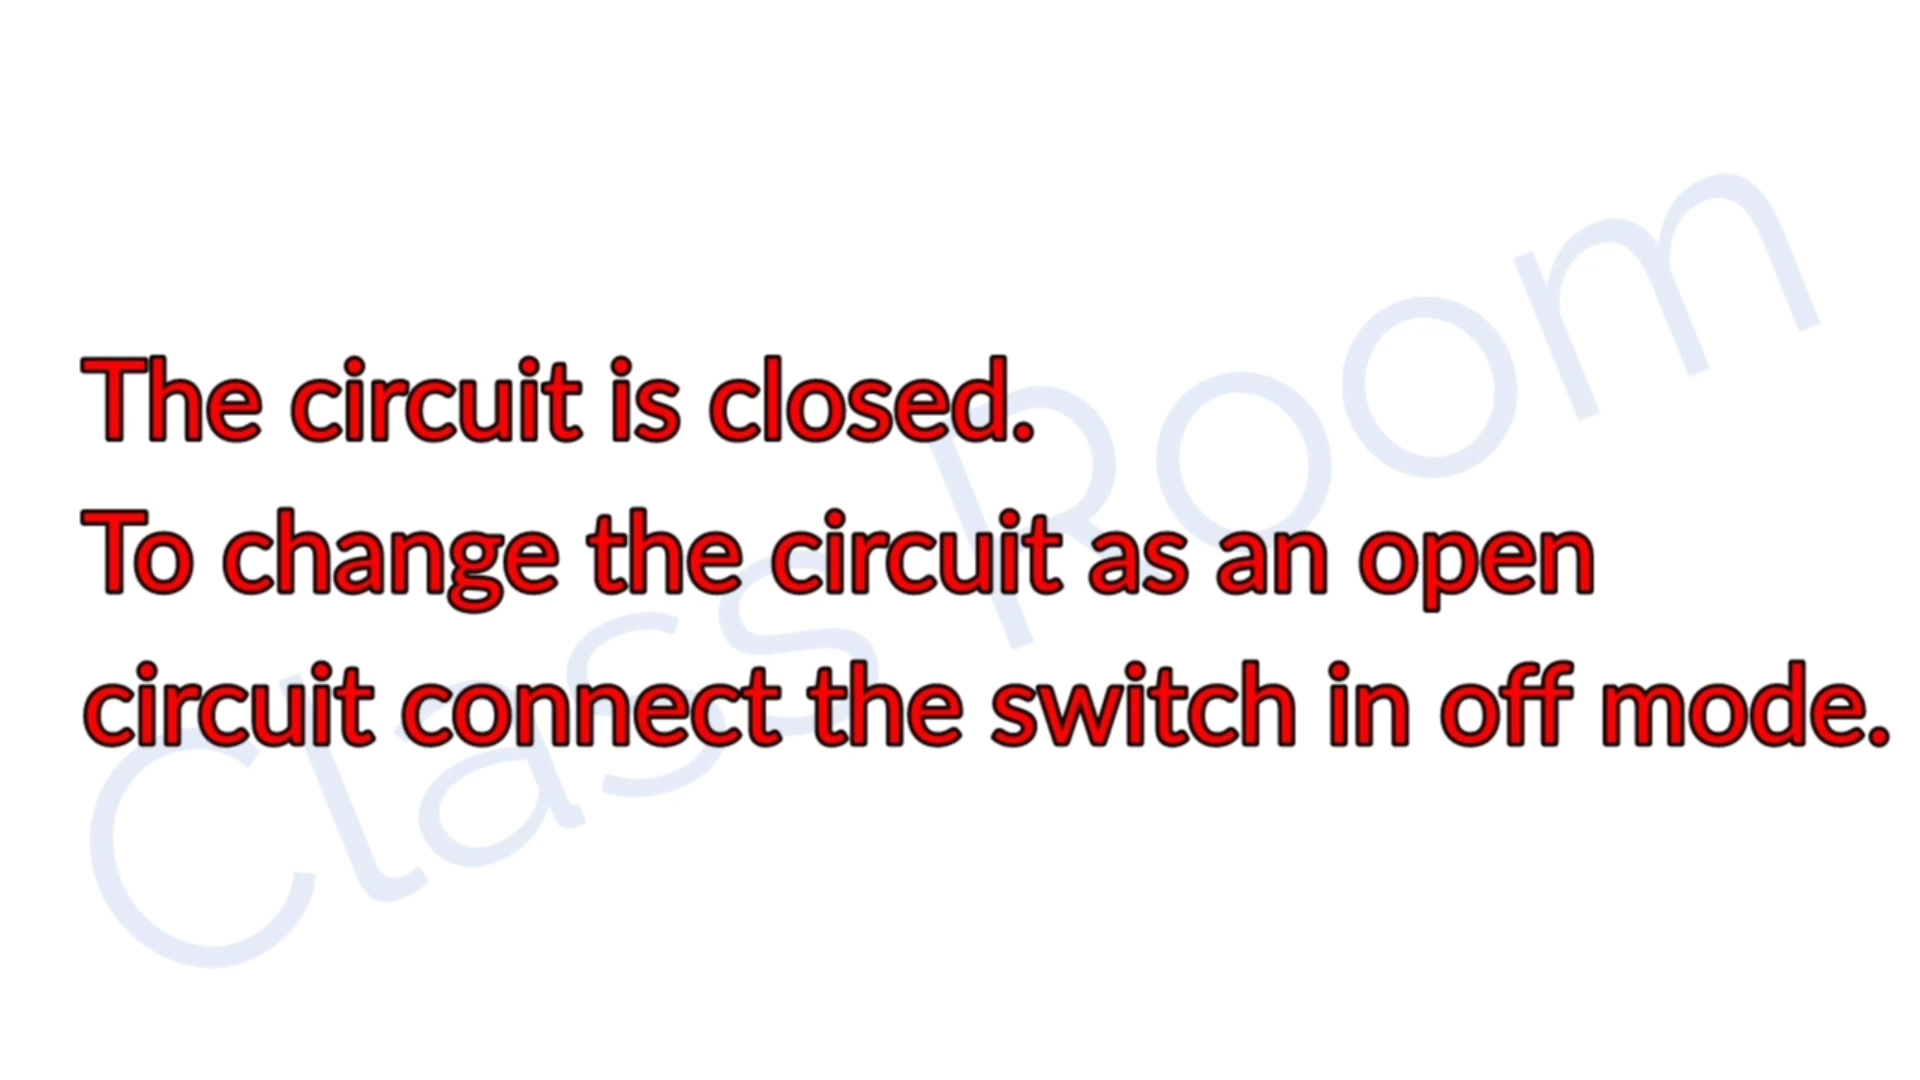 The circuit is closed.
To change the circuit as an open
circuit connect the switch in off mode.
Class Room